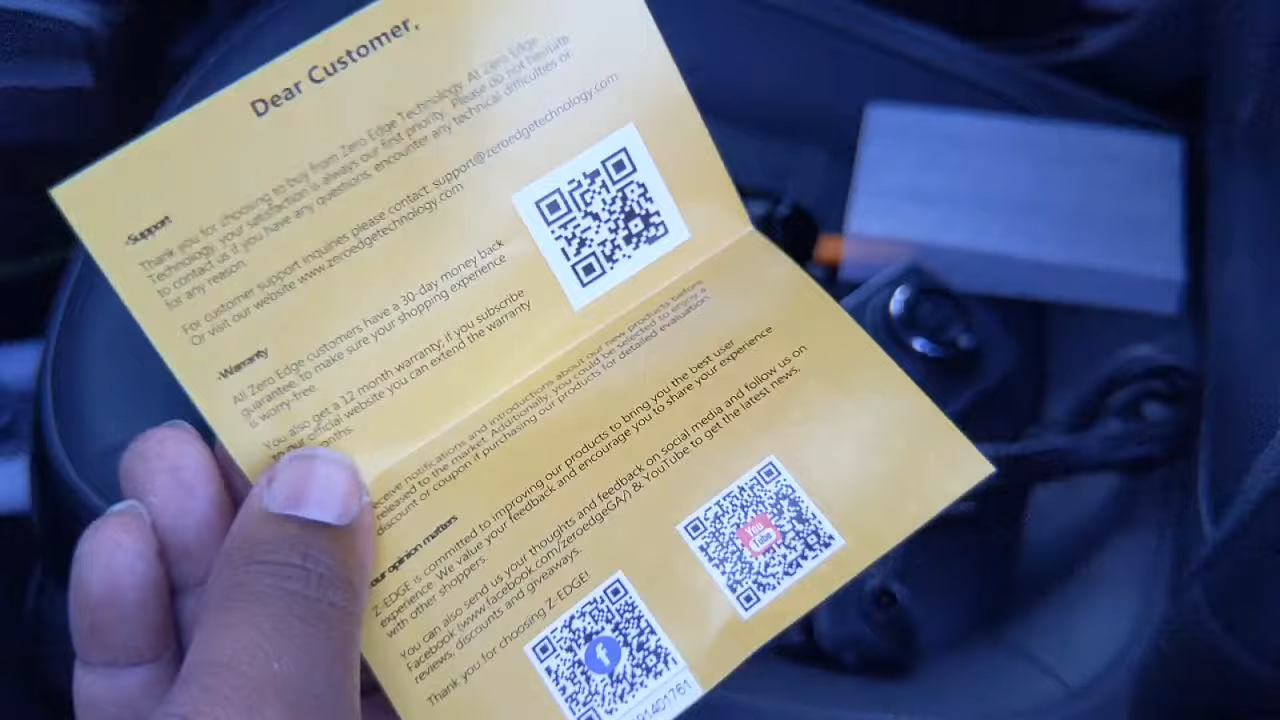 Dear Customer,
-Support
Thank you for choosing to buy from Zero Edge Technology. At Zero Edge
Technology, your satisfaction is always our first priority. Please do not hesitate
to contact us if you have any questions, encounter any technical difficulties or
for any reason.
For customer support inquires please contact: support@zeroedgetechnology.com
Or visit our website www.zeroedgetechnology.com
-Warranty
All Zero Edge customers have a 30-day money back
guarantee, to make sure your shopping experience
is worry-free.
You also get a 12 month warranty; if you subscribe
to our official website you can extend the warranty
to months.
receive notifications and introductions about our new products before
released to the market. Additionally, you could be selected to enjoy a
discount or coupon if purchasing our products for detailed evaluation.
our opinion matters
Z-EDGE is committed to improving our products to bring you the best user
experience. We value your feedback and encourage you to share your experience
with other shoppers.
You can also send us your thoughts and feedback on social media and follow us on
Facebook (www.facebook.com/zeroedgeGA/) & YouTube to get the latest news,
reviews, discounts and giveaways.
Thank you for choosing Z-EDGE!
You
Tube
f
91401761